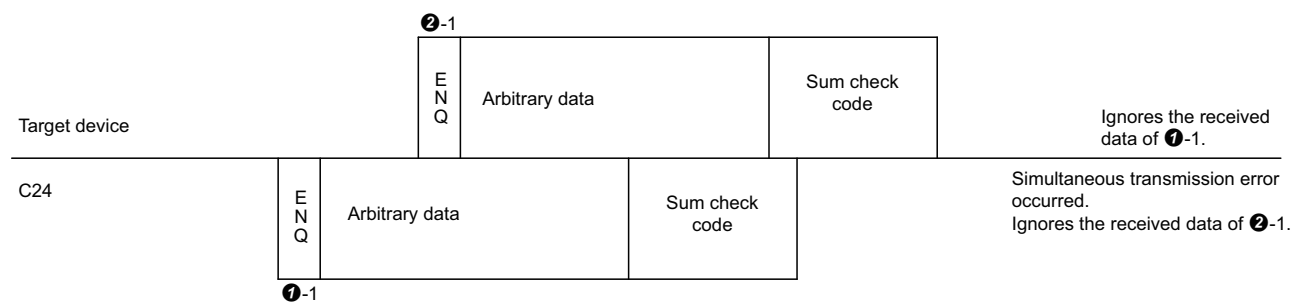 ❷-1
E
N
Q
Arbitrary data
Sum check
code
Target device
Ignores the received
data of ❶-1.
C24
E
N
Q
Arbitrary data
Sum check
code
Simultaneous transmission error
occurred.
Ignores the received data of ❷-1.
❶-1